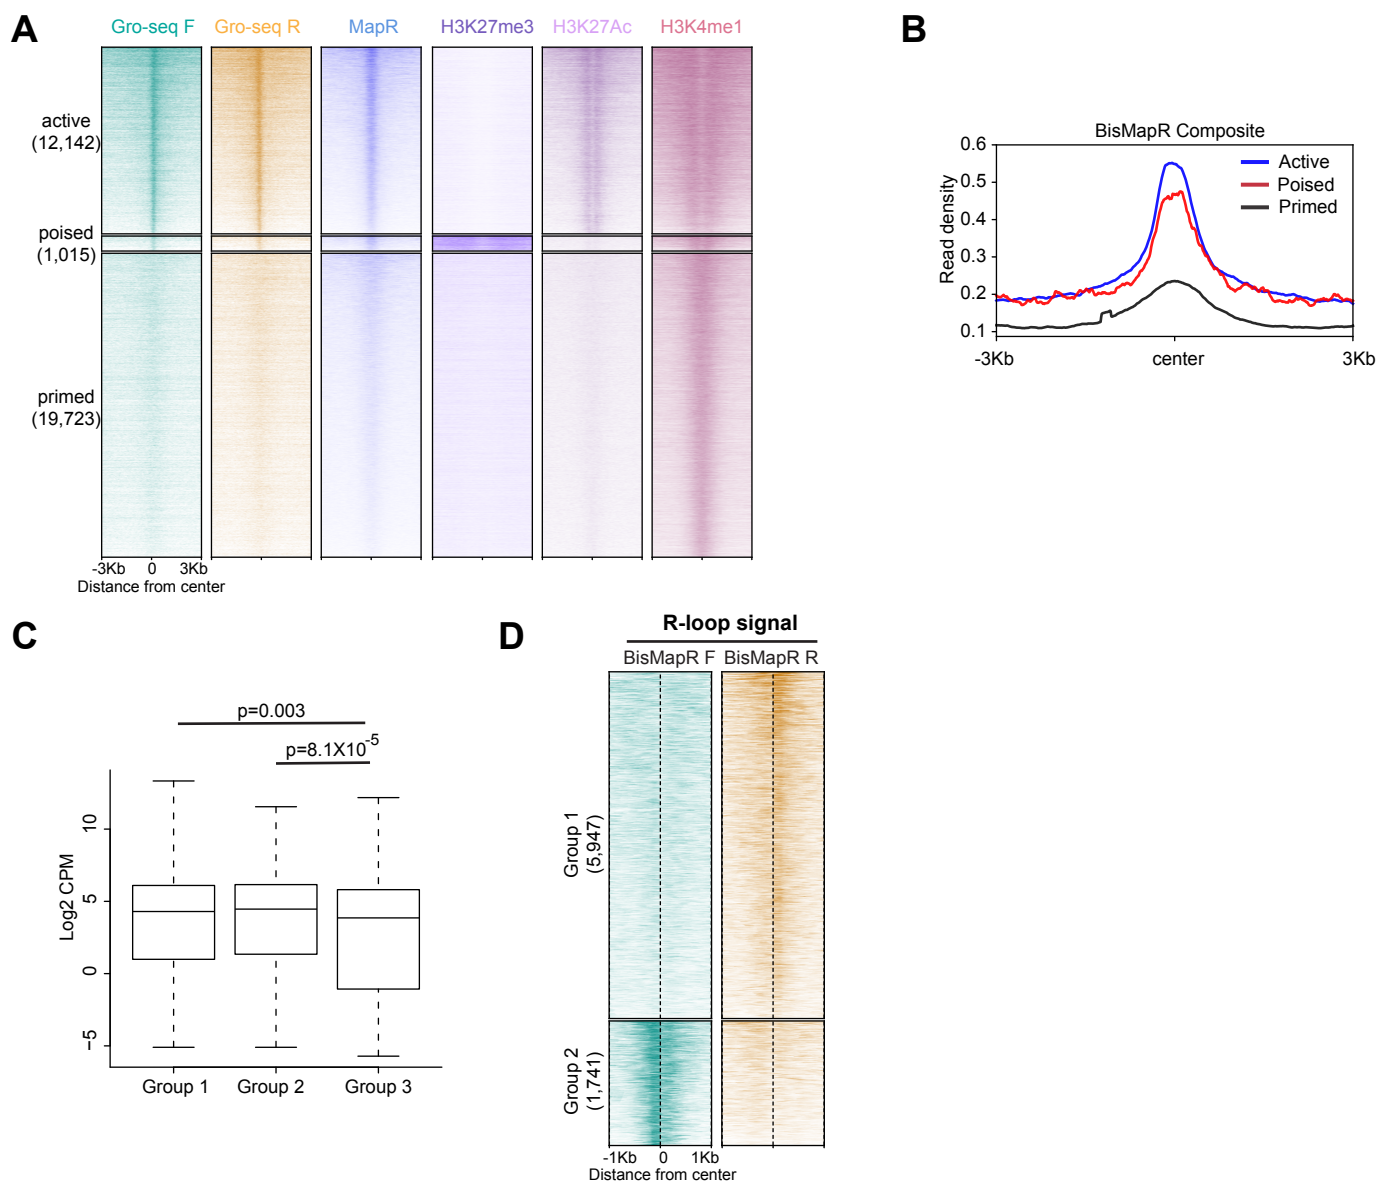 A
Gro-seq F
Gro-seq R
MapR
H3K27me3
H3K27Ac
H3K4me1
active
(12,142)
poised
(1,015)
primed
(19,723)
-3Kb
0
3Kb
Distance from center
B
BisMapR Composite
Read density
0.6
0.5
0.4
0.3
0.2
0.1
Active
Poised
Primed
-3Kb
center
3Kb
C
p=0.003
p=8.1X10-5
Log2 CPM
10
5
0
−5
Group 1
Group 2
Group 3
D
R-loop signal
BisMapR F
BisMapR R
Group 1
(5,947)
Group 2
(1,741)
-1Kb
0
1Kb
Distance from center